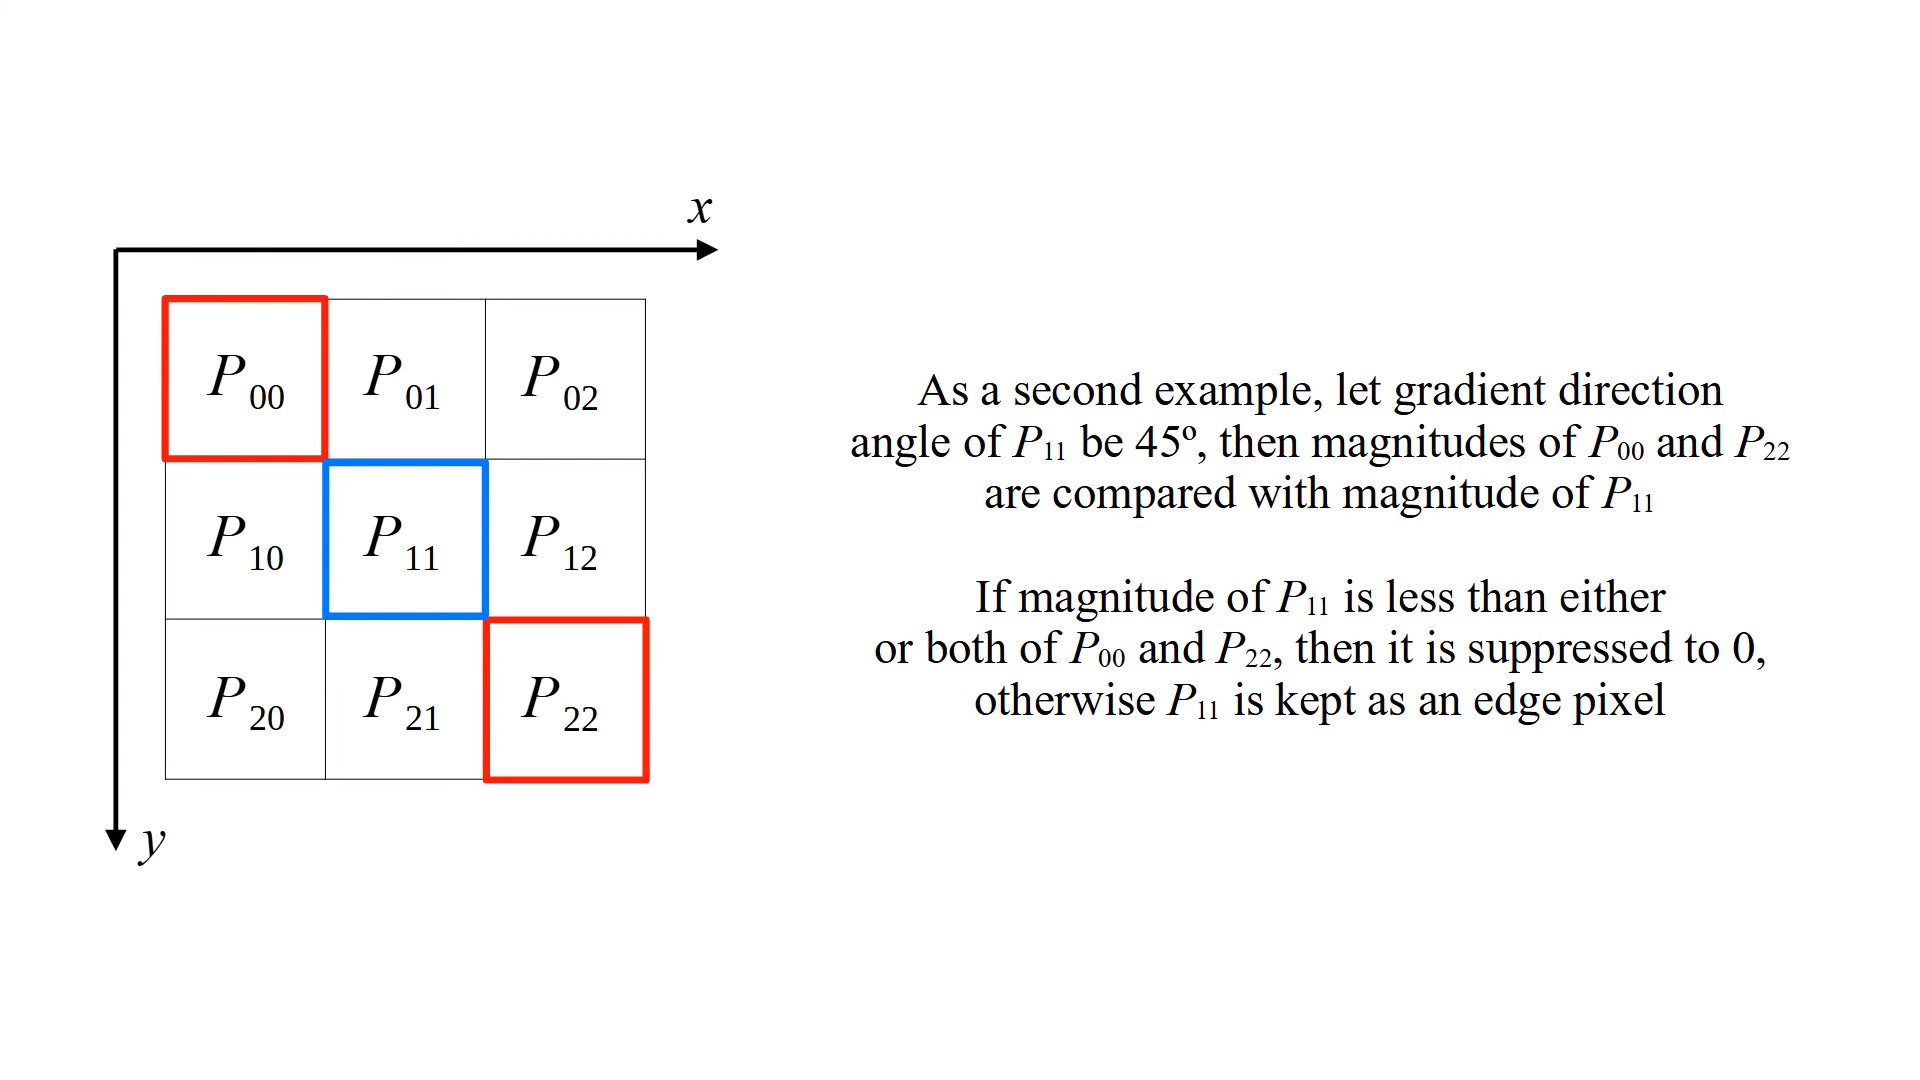 x
P00 P01 P02
P10 P11 P12
P20 P21 P22
y
As a second example, let gradient direction
angle of P11 be 45º, then magnitudes of P00 and P22
are compared with magnitude of P11
If magnitude of P11 is less than either
or both of P00 and P22, then it is suppressed to 0,
otherwise P11 is kept as an edge pixel